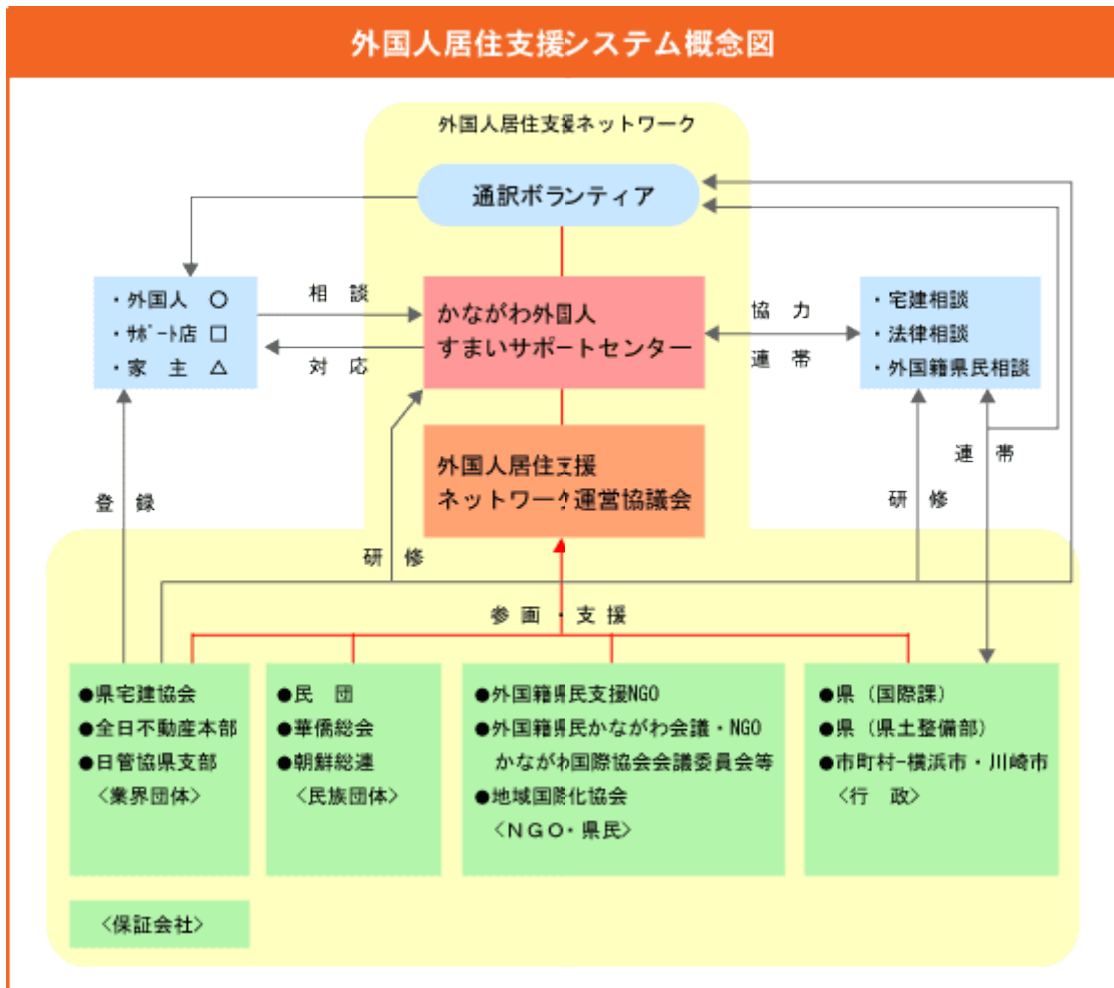 外国人居住支援システム概念図
外国人居住支援ネットワーク
通訳ボランティア
・外国人 ○
・ｻﾎﾟｰﾄ店 □
・家 主 △
相 談
対 応
かながわ外国人
すまいサポートセンター
協 力
連 帯
・宅建相談
・法律相談
・外国籍県民相談
外国人居住支援
ネットワーク運営協議会
連 帯
登 録
研 修
研 修
参 画 ・ 支 援
●県宅建協会
●全日不動産本部
●日管協県支部
〈業界団体〉
●民 団
●華僑総会
●朝鮮総連
〈民族団体〉
●外国籍県民支援NGO
●外国籍県民かながわ会議・NGO
かながわ国際協会会議委員会等
●地域国際化協会
〈ＮＧＯ・県民〉
●県（国際課）
●県（県土整備部）
●市町村-横浜市・川崎市
〈行 政〉
〈保証会社〉